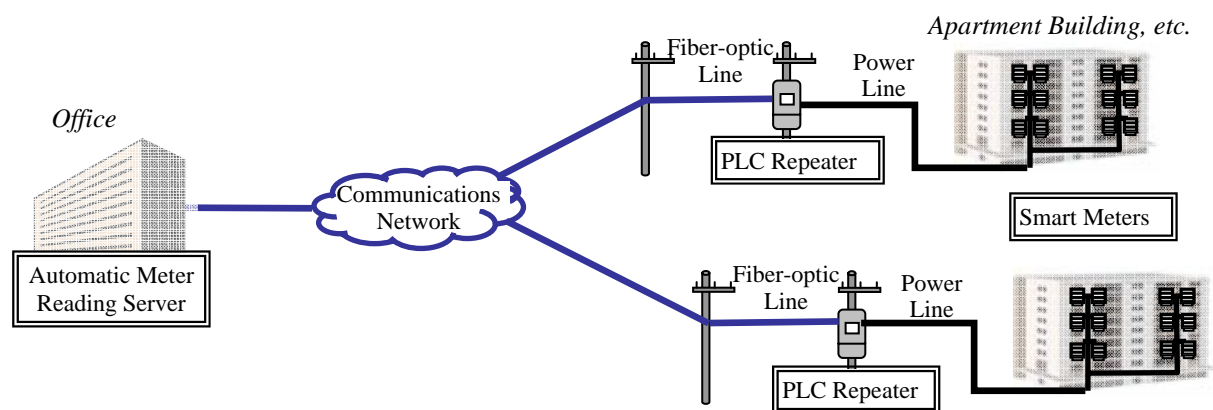 Office
Automatic Meter
Reading Server
Communications
Network
Fiber-optic
Line
PLC Repeater
Power
Line
Apartment Building, etc.
Smart Meters
Fiber-optic
Line
PLC Repeater
Power
Line